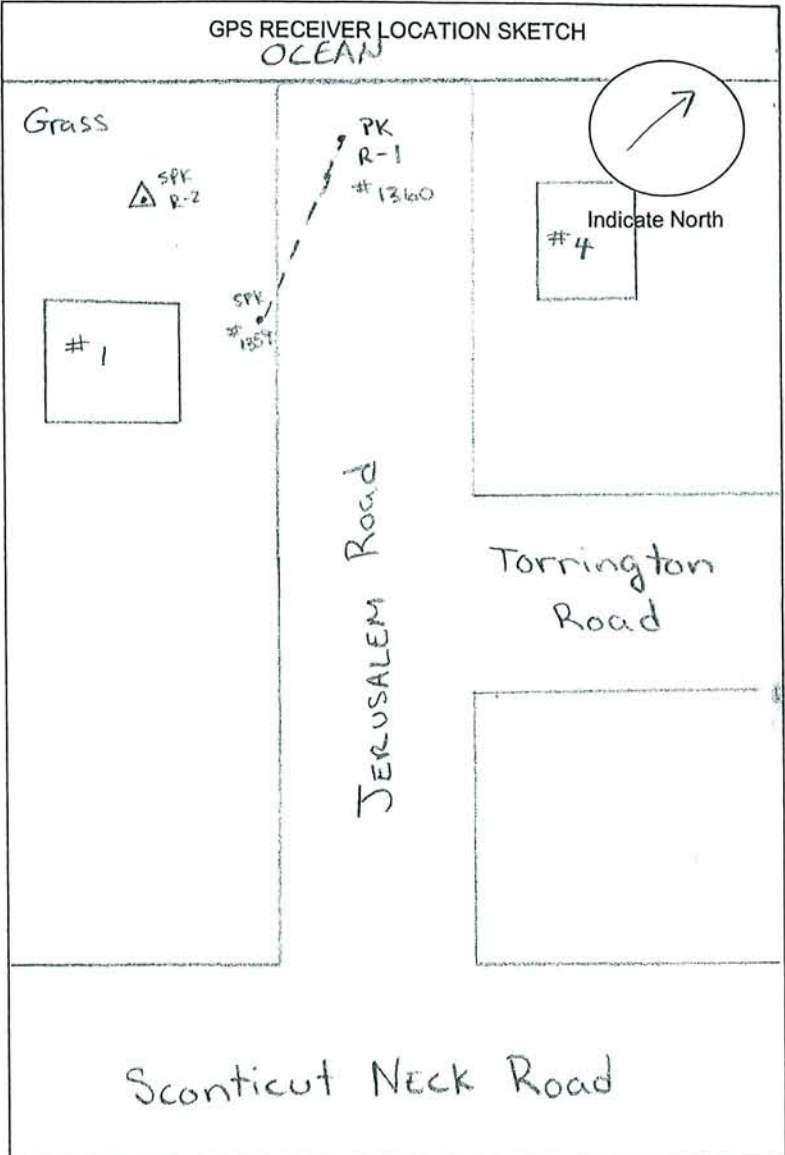 GPS RECEIVER LOCATION SKETCH
OCEAN
Grass
PK
R-1
#1360
SPK
R-2
Indicate North
#4
SPK
#1359
#1
JERUSALEM Road
Torrington
Road
Sconticut Neck Road